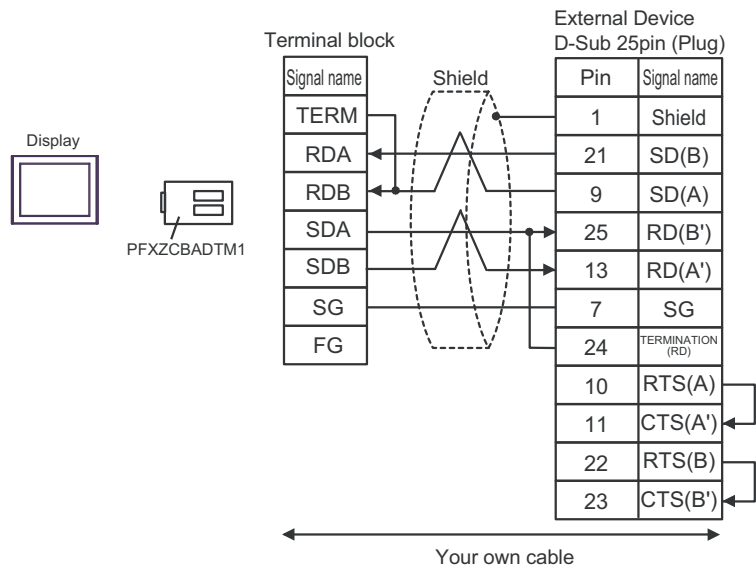 External Device
Terminal block
D-Sub 25pin (Plug)
Signal name
Shield
Pin
Signal name
TERM
1
Shield
Display
RDA
21
SD(B)
RDB
9
SD(A)
SDA
25
RD(B')
PFXZCBADTM1
SDB
13
RD(A')
SG
7
SG
FG
24
TERMINATION
(RD)
10
RTS(A)
11
CTS(A')
22
RTS(B)
23
CTS(B')
Your own cable